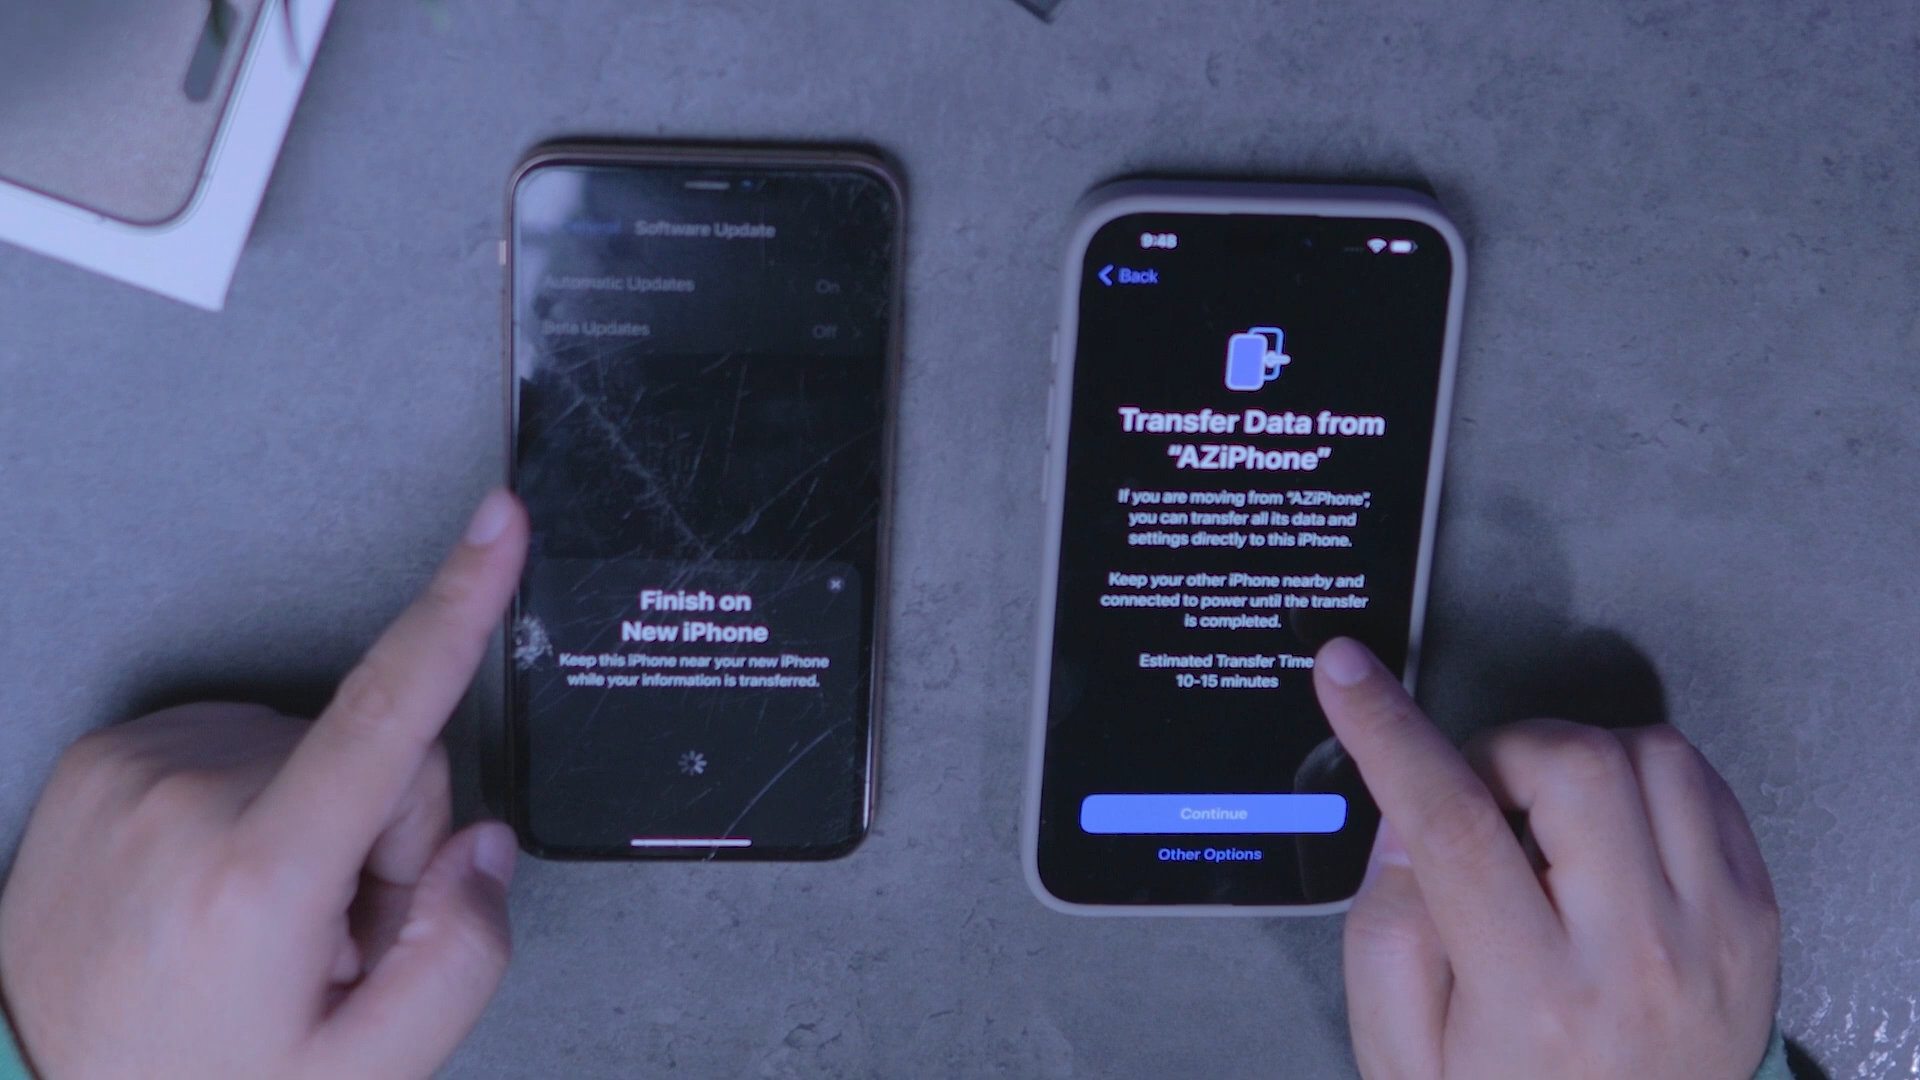 Software Update
Automatic Updates On
Beta Updates Off
Finish on
New iPhone
Keep this iPhone near your new iPhone
while your information is transferred.
9:48
Back
Transfer Data from
“AZiPhone”
If you are moving from “AZiPhone”,
you can transfer all its data and
settings directly to this iPhone.
Keep your other iPhone nearby and
connected to power until the transfer
is completed.
Estimated Transfer Time
10-15 minutes
Continue
Other Options